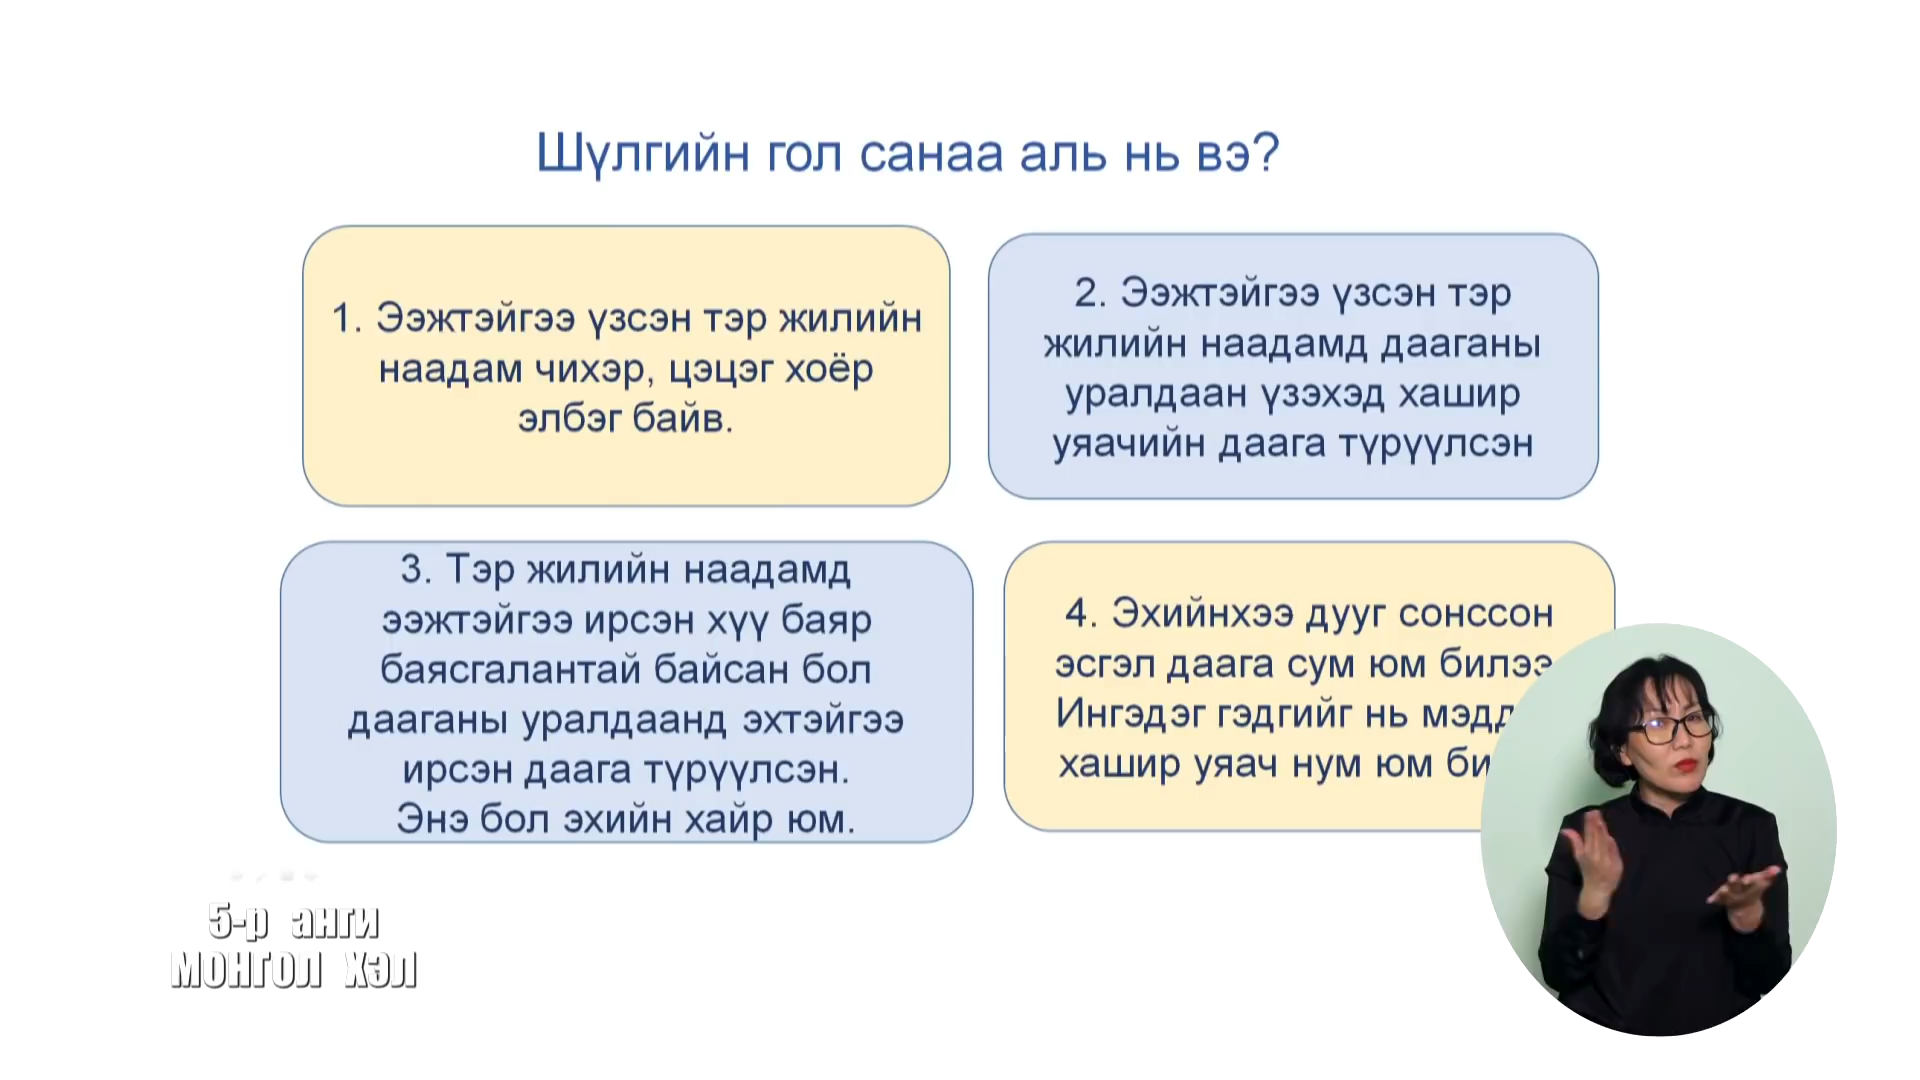 Шүлгийн гол санаа аль нь вэ?
1. Ээжтэйгээ үзсэн тэр жилийн
наадам чихэр, цэцэг хоёр
элбэг байв.
2. Ээжтэйгээ үзсэн тэр
жилийн наадамд дааганы
уралдаан үзэхэд хашир
уяачийн даага түрүүлсэн
3. Тэр жилийн наадамд
ээжтэйгээ ирсэн хүү баяр
баясгалантай байсан бол
дааганы уралдаанд эхтэйгээ
ирсэн даага түрүүлсэн.
Энэ бол эхийн хайр юм.
4. Эхийнхээ дууг сонссон
эсгэл даага сум юм билээ
Ингэдэг гэдгийг нь
хашир уяач нум юм
5-р анги
МОНГОЛ ХЭЛ